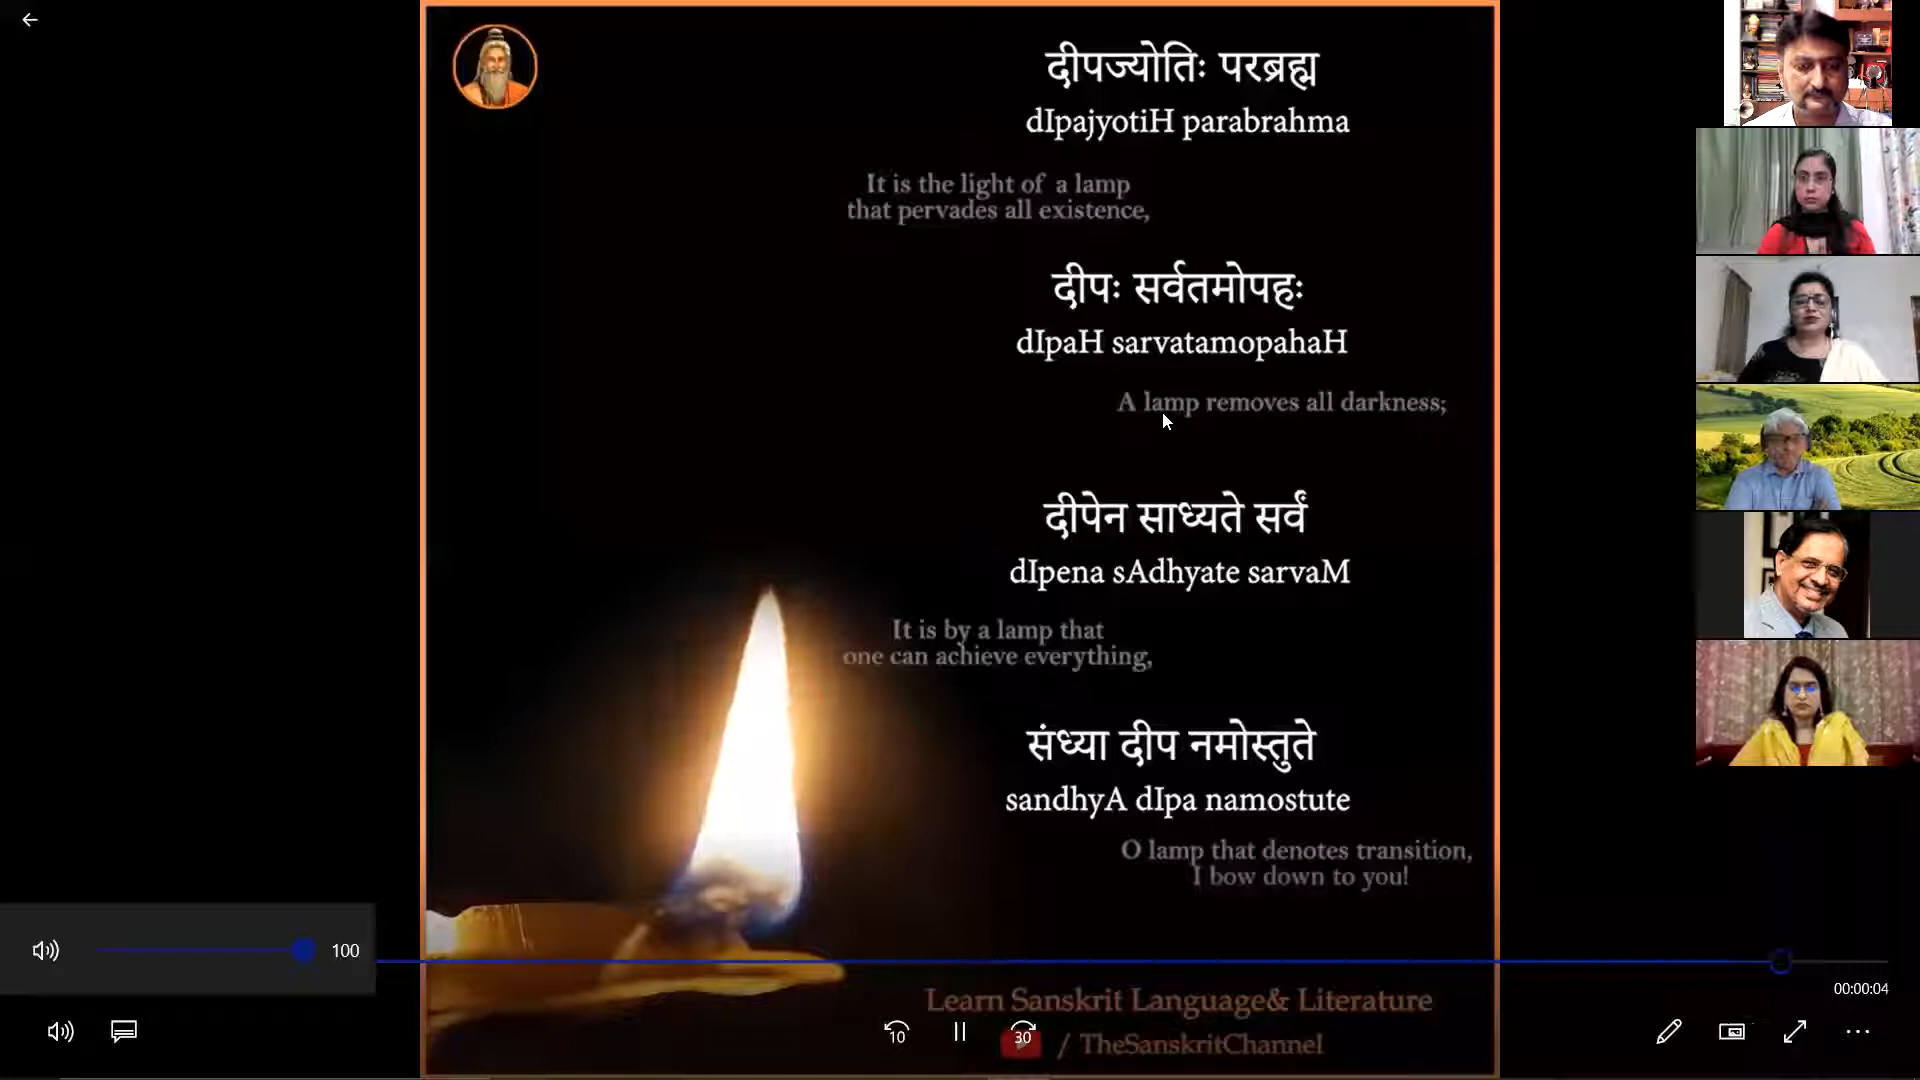 दीपज्योतिः परब्रह्म
dIpajyotiH parabrahma
It is the light of a lamp
that pervades all existence,
दीपः सर्वतमोपहः
dIpaH sarvatamopahaH
A lamp removes all darkness;
दीपेन साध्यते सर्वं
dIpena sAdhyate sarvaM
It is by a lamp that
one can achieve everything,
संध्या दीप नमोस्तुते
sandhyA dIpa namostute
O lamp that denotes transition,
I bow down to you!
100
00:00:04
Learn Sanskrit Language& Literature
10
30
/ TheSanskritChannel